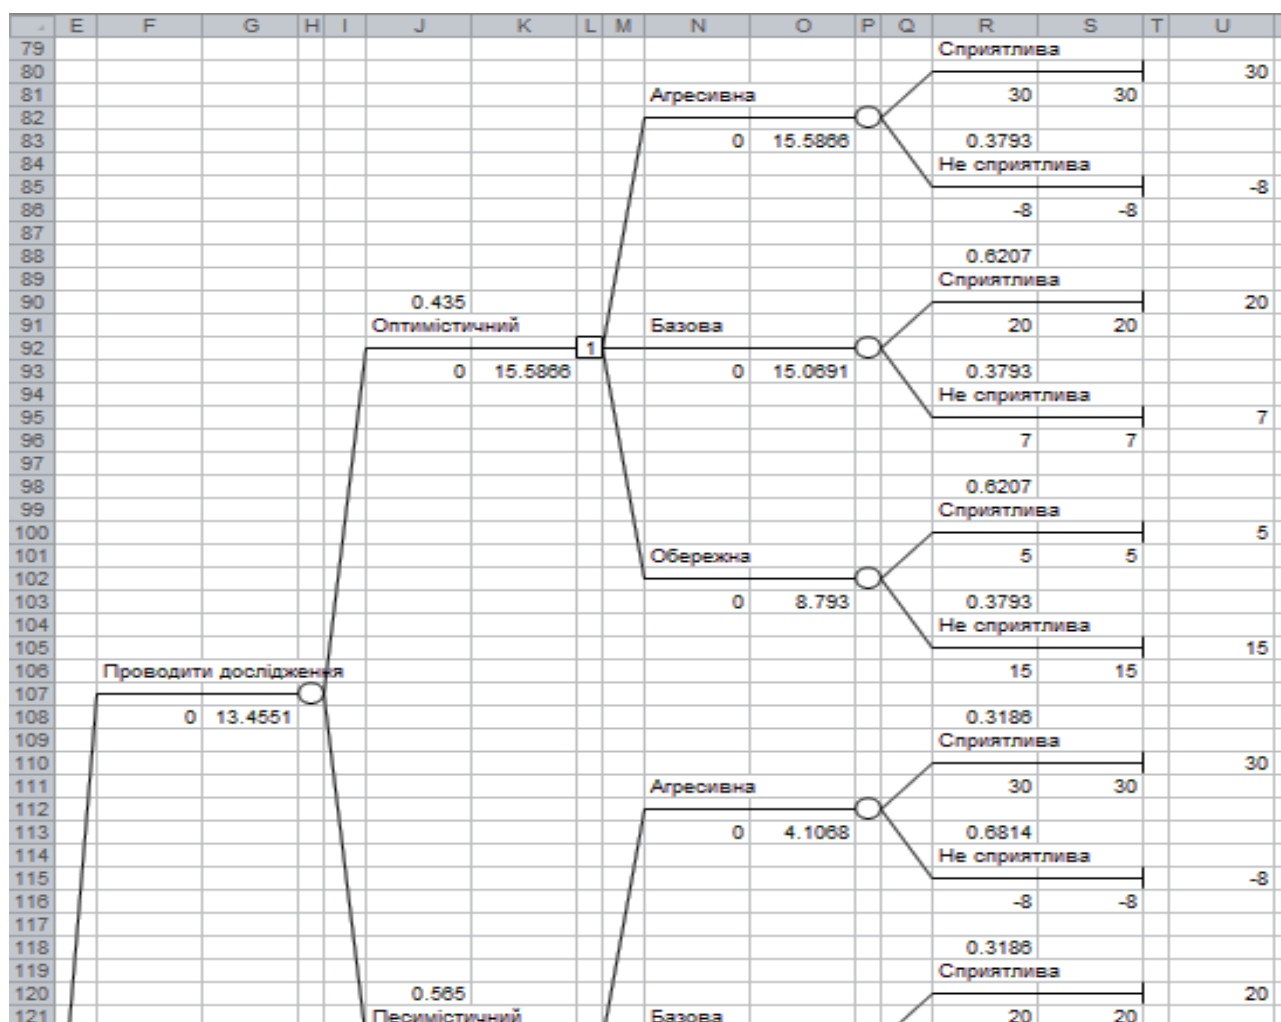 E F G H I J K L M N O P Q R S T U
79 Сприятлива
80 30
81 Агресивна 30 30
82
83 0 15.5866 0.3793
84 Не сприятлива
85 -8
86 -8 -8
87
88 0.6207
89 Сприятлива
90 0.435 20
91 Оптимістичний Базова 20 20
92 1
93 0 15.5866 0 15.0691 0.3793
94 Не сприятлива
95 7
96 7 7
97
98 0.6207
99 Сприятлива
100 5
101 Обережна 5 5
102
103 0 8.793 0.3793
104 Не сприятлива
105 15
106 Проводити дослідження 15 15
107
108 0 13.4551 0.3186
109 Сприятлива
110 30
111 Агресивна 30 30
112
113 0 4.1068 0.6814
114 Не сприятлива
115 -8
116 -8 -8
117
118 0.3186
119 Сприятлива
120 0.565 20
121 Песимістичний Базова 20 20